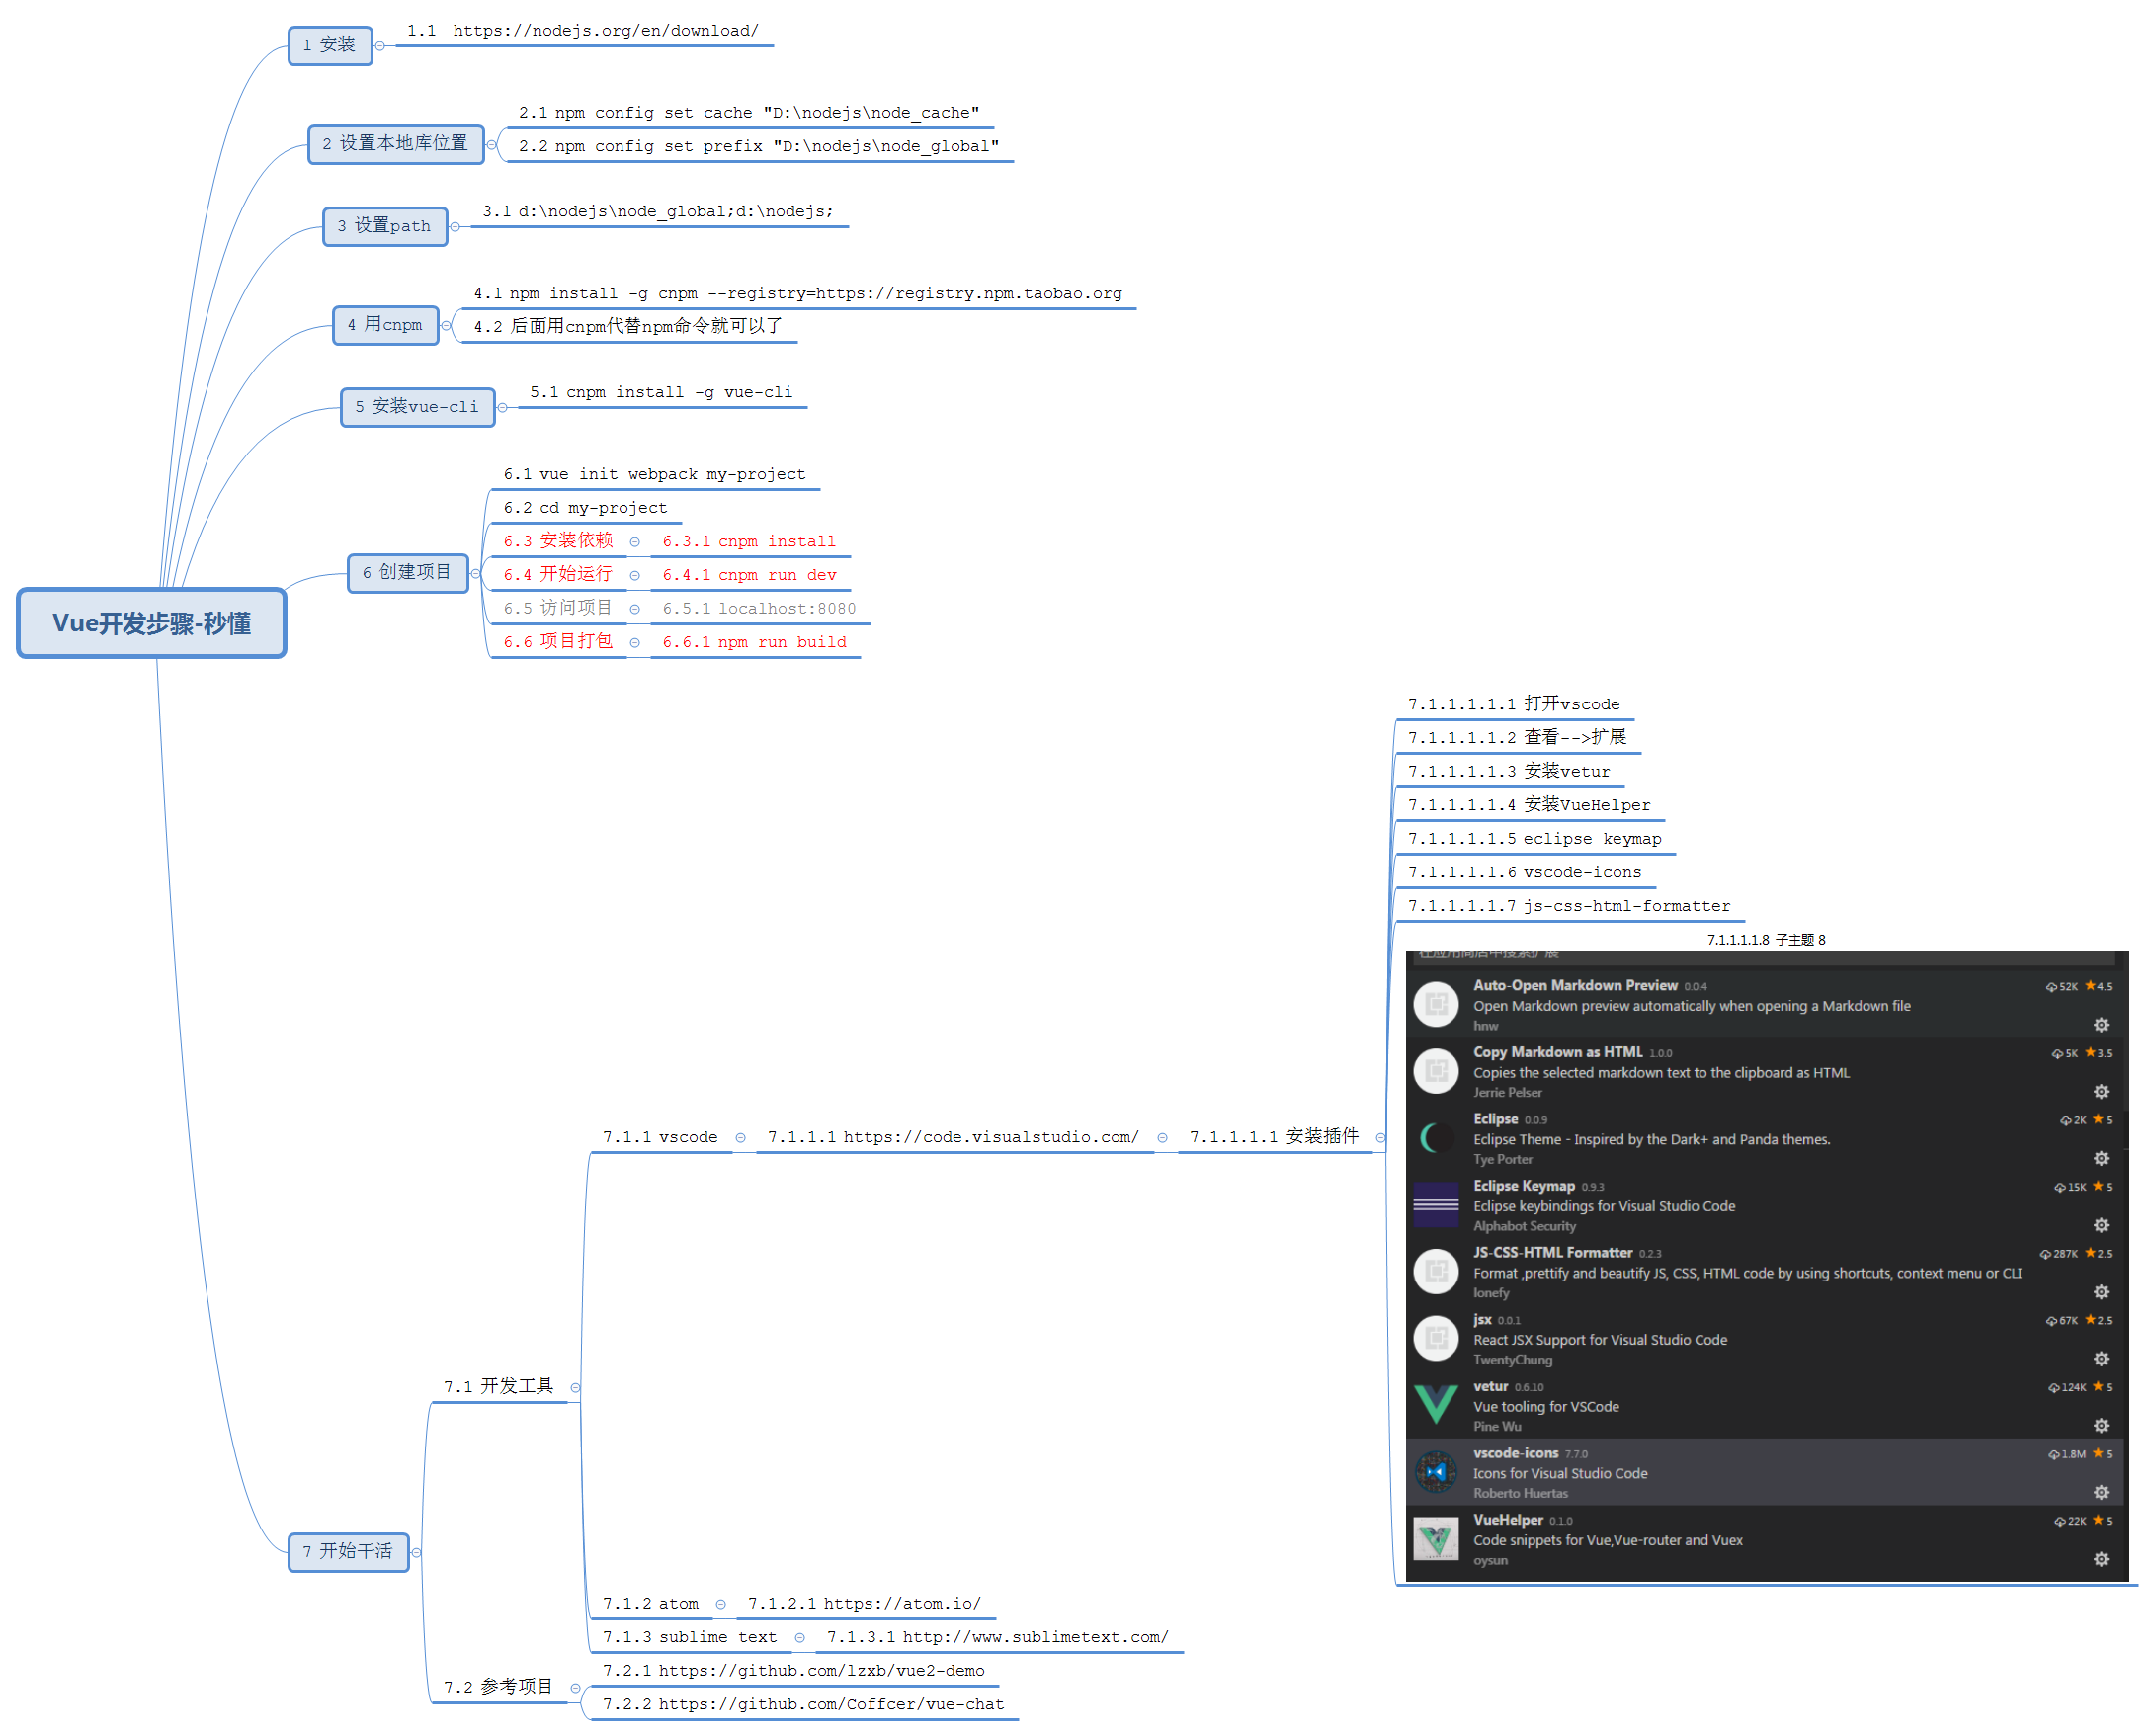 Vue开发步骤-秒懂
1 安装
1.1 https://nodejs.org/en/download/
2 设置本地库位置
2.1 npm config set cache "D:\nodejs\node_cache"
2.2 npm config set prefix "D:\nodejs\node_global"
3 设置path
3.1 d:\nodejs\node_global;d:\nodejs;
4 用cnpm
4.1 npm install -g cnpm --registry=https://registry.npm.taobao.org
4.2 后面用cnpm代替npm命令就可以了
5 安装vue-cli
5.1 cnpm install -g vue-cli
6 创建项目
6.1 vue init webpack my-project
6.2 cd my-project
6.3 安装依赖
6.3.1 cnpm install
6.4 开始运行
6.4.1 cnpm run dev
6.5 访问项目
6.5.1 localhost:8080
6.6 项目打包
6.6.1 npm run build
7 开始干活
7.1 开发工具
7.1.1 vscode
7.1.1.1 https://code.visualstudio.com/
7.1.1.1.1 安装插件
7.1.1.1.1.1 打开vscode
7.1.1.1.1.2 查看-->扩展
7.1.1.1.1.3 安装vetur
7.1.1.1.1.4 安装VueHelper
7.1.1.1.1.5 eclipse keymap
7.1.1.1.1.6 vscode-icons
7.1.1.1.1.7 js-css-html-formatter
7.1.1.1.1.8 子主题 8
在应用商店中搜索扩展
Auto-Open Markdown Preview 0.0.4 52K ★4.5
Open Markdown preview automatically when opening a Markdown file
hnw
Copy Markdown as HTML 1.0.0 5K ★3.5
Copies the selected markdown text to the clipboard as HTML
Jerrie Pelser
Eclipse 0.0.9 2K ★5
Eclipse Theme - Inspired by the Dark+ and Panda themes.
Tye Porter
Eclipse Keymap 0.9.3 15K ★5
Eclipse keybindings for Visual Studio Code
Alphabot Security
JS-CSS-HTML Formatter 0.2.3 287K ★2.5
Format ,prettify and beautify JS, CSS, HTML code by using shortcuts, context menu or CLI
lonefy
jsx 0.0.1 67K ★2.5
React JSX Support for Visual Studio Code
TwentyChung
vetur 0.6.10 124K ★5
Vue tooling for VSCode
Pine Wu
vscode-icons 7.7.0 1.8M ★5
Icons for Visual Studio Code
Roberto Huertas
VueHelper 0.1.0 22K ★5
Code snippets for Vue,Vue-router and Vuex
oysun
7.1.2 atom
7.1.2.1 https://atom.io/
7.1.3 sublime text
7.1.3.1 http://www.sublimetext.com/
7.2 参考项目
7.2.1 https://github.com/lzxb/vue2-demo
7.2.2 https://github.com/Coffcer/vue-chat